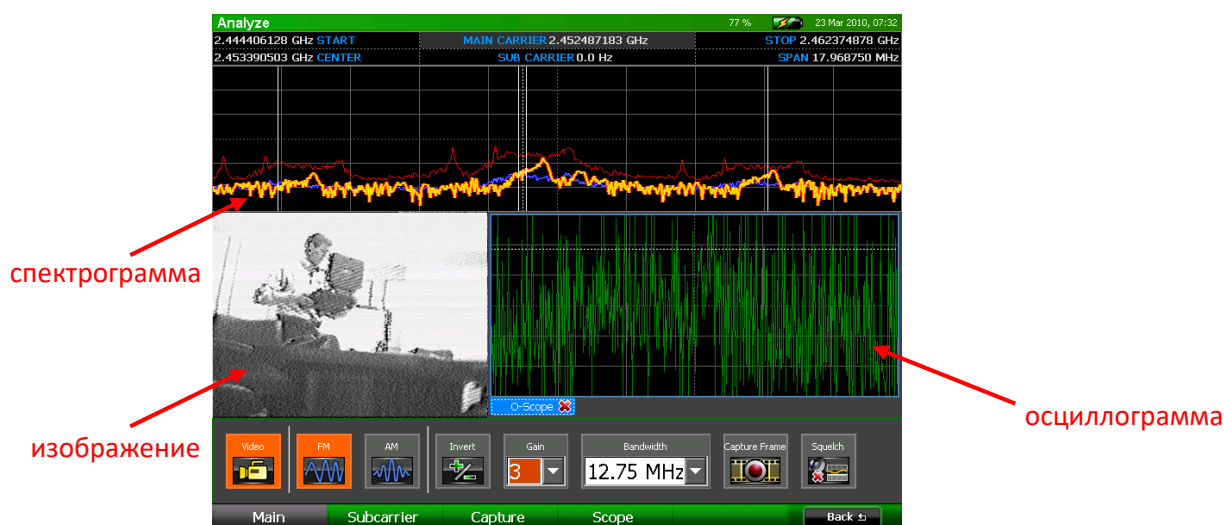 Analyze 77 % 23 Mar 2010, 07:32
2.444406128 GHz START MAIN CARRIER 2.452487183 GHz STOP 2.462374878 GHz
2.453390503 GHz CENTER SUB CARRIER 0.0 Hz SPAN 17.968750 MHz
спектрограмма
O-Scope
осциллограмма
изображение
Video FM AM Invert Gain Bandwidth Capture Frame Squelch
3 12.75 MHz
Main Subcarrier Capture Scope Back